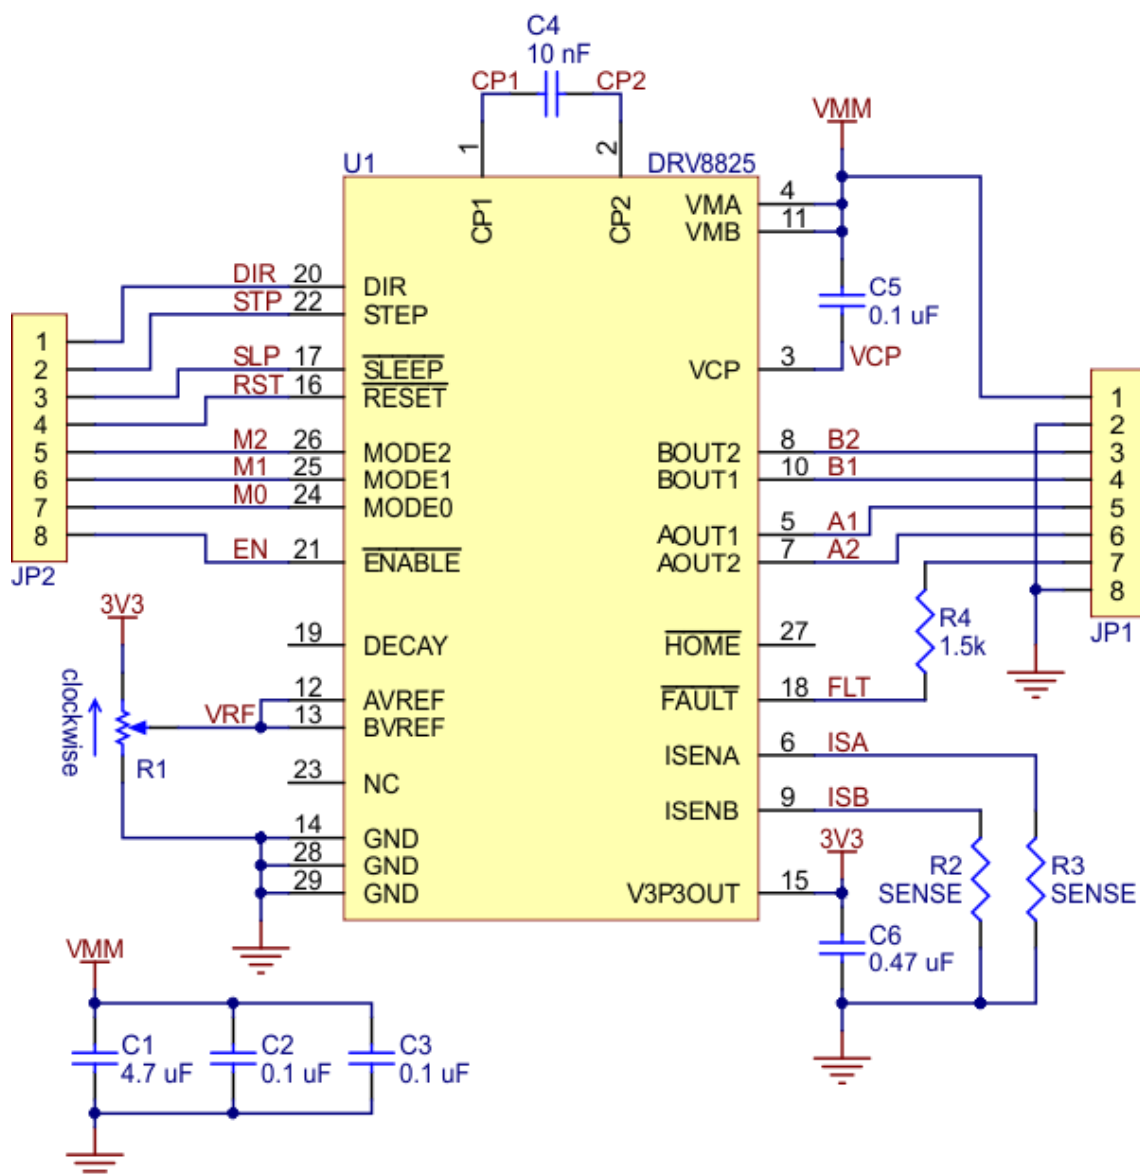 C4
10 nF
CP1
CP2
1
2
U1
DRV8825
CP1
CP2
VMM
VMA
4
VMB
11
C5
0.1 uF
VCP
3
VCP
DIR
20
DIR
STP
22
STEP
SLP
17
SLEEP
RST
16
RESET
M2
26
MODE2
M1
25
MODE1
M0
24
MODE0
EN
21
ENABLE
1
2
3
4
5
6
7
8
JP2
BOUT2
8
B2
BOUT1
10
B1
AOUT1
5
A1
AOUT2
7
A2
1
2
3
4
5
6
7
8
JP1
R4
1.5k
3V3
clockwise
R1
19
DECAY
12
AVREF
VRF
13
BVREF
23
NC
14
GND
28
GND
29
GND
HOME
27
FAULT
18
FLT
ISENA
6
ISA
ISENB
9
ISB
3V3
V3P3OUT
15
R2
SENSE
R3
SENSE
C6
0.47 uF
VMM
C1
4.7 uF
C2
0.1 uF
C3
0.1 uF